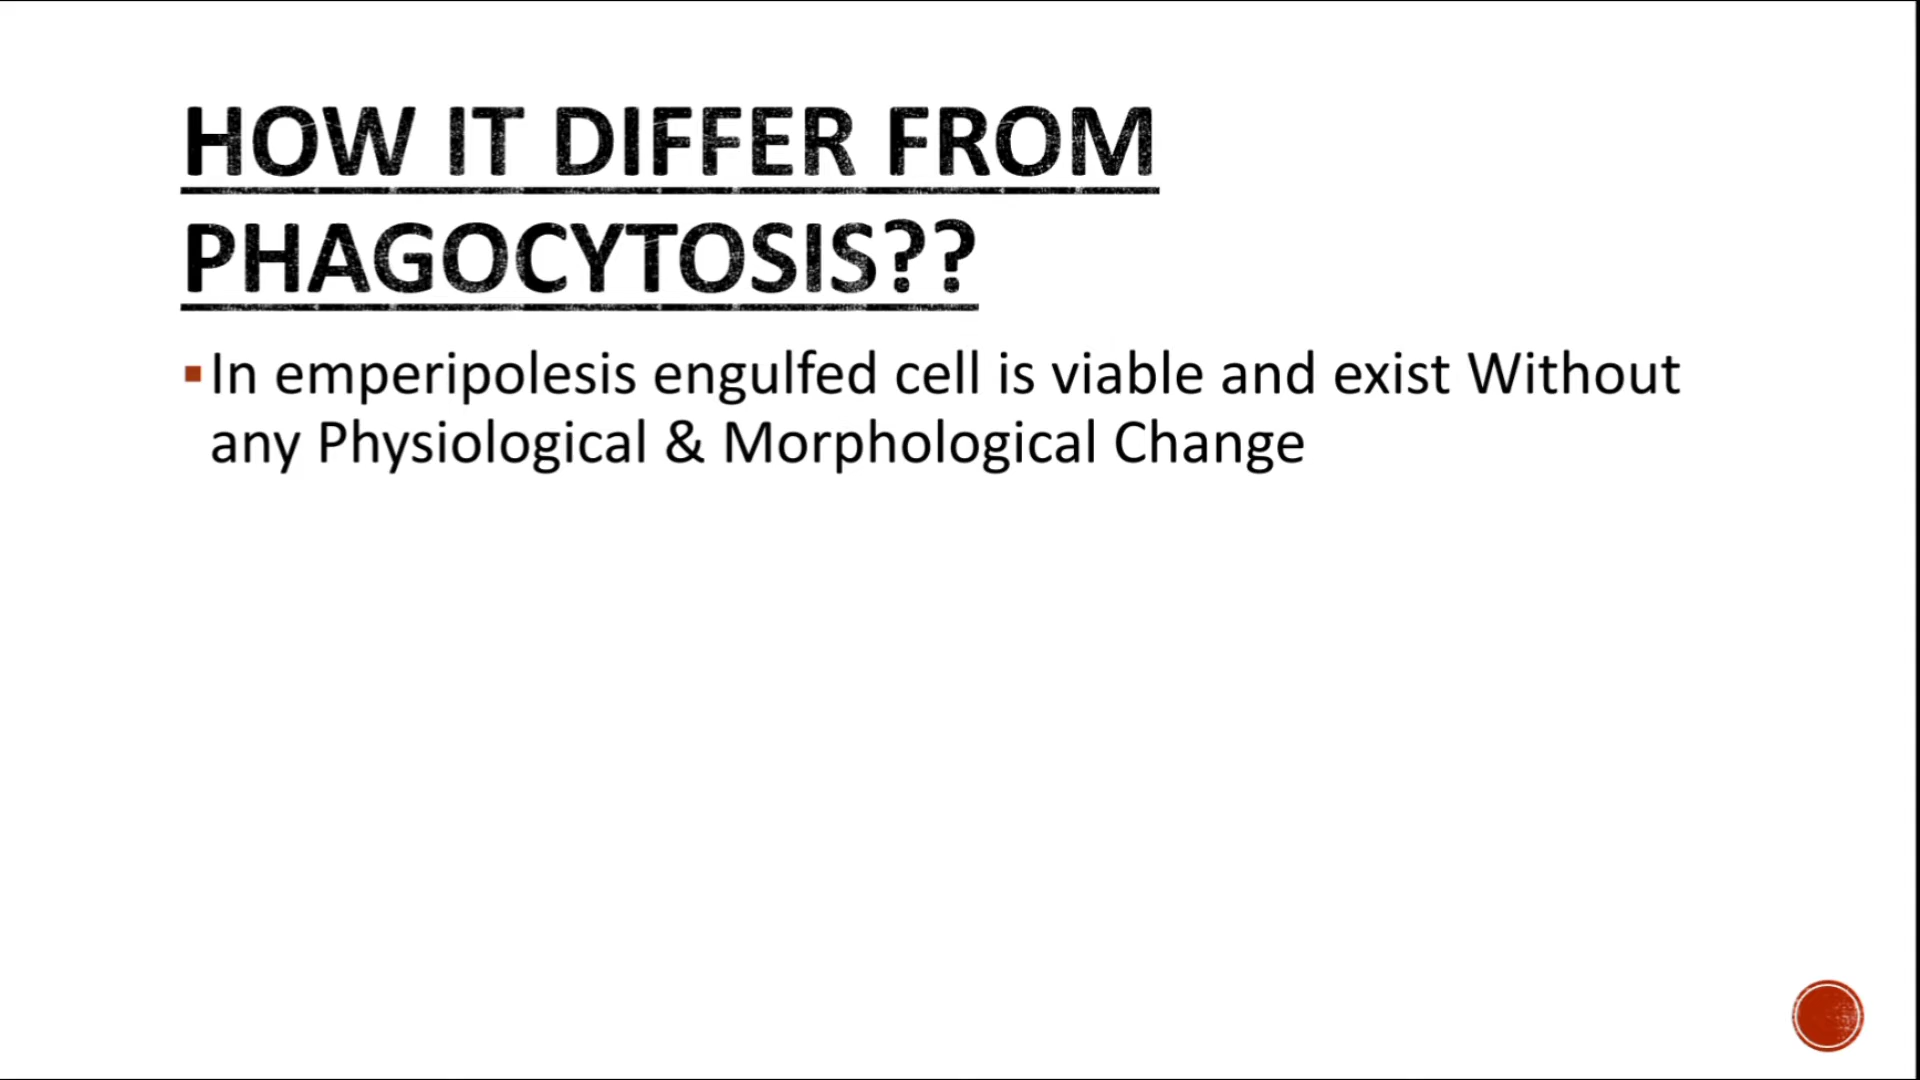 HOW IT DIFFER FROM
PHAGOCYTOSIS??
In emperipolesis engulfed cell is viable and exist Without
any Physiological & Morphological Change